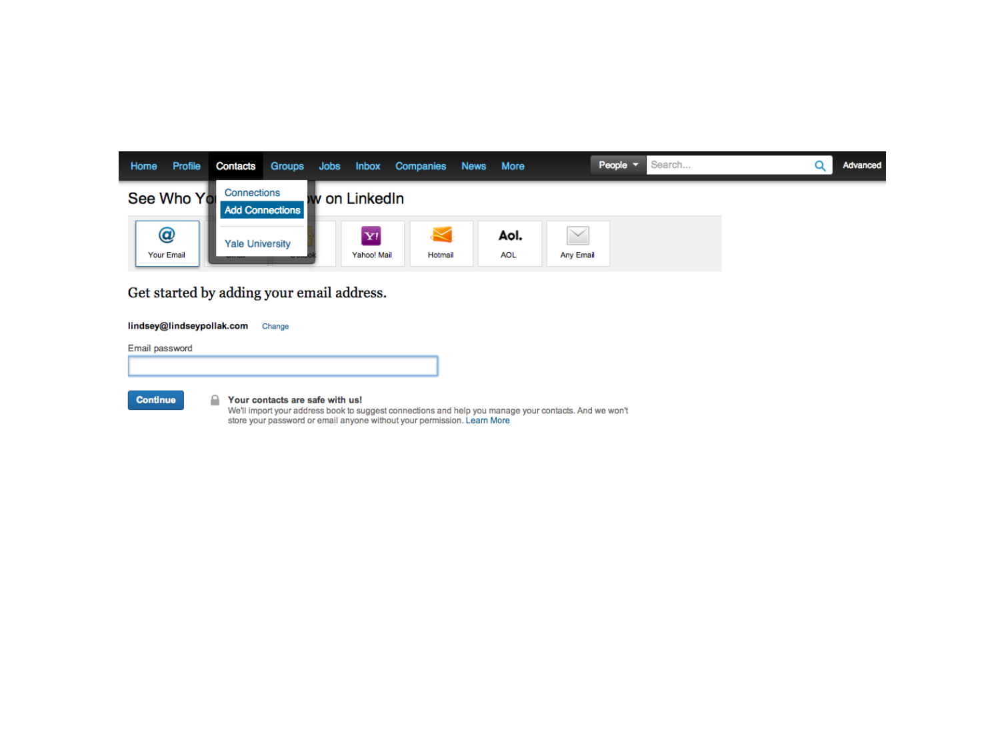 Home Profile Contacts Groups Jobs Inbox Companies News More People Search... Advanced
Connections
See Who Yo w on LinkedIn
Add Connections
Yale University
Your Email Yahoo! Mail Hotmail Aol. AOL Any Email
Get started by adding your email address.
lindsey@lindseypollak.com Change
Email password
Continue
Your contacts are safe with us!
We'll import your address book to suggest connections and help you manage your contacts. And we won't
store your password or email anyone without your permission. Learn More